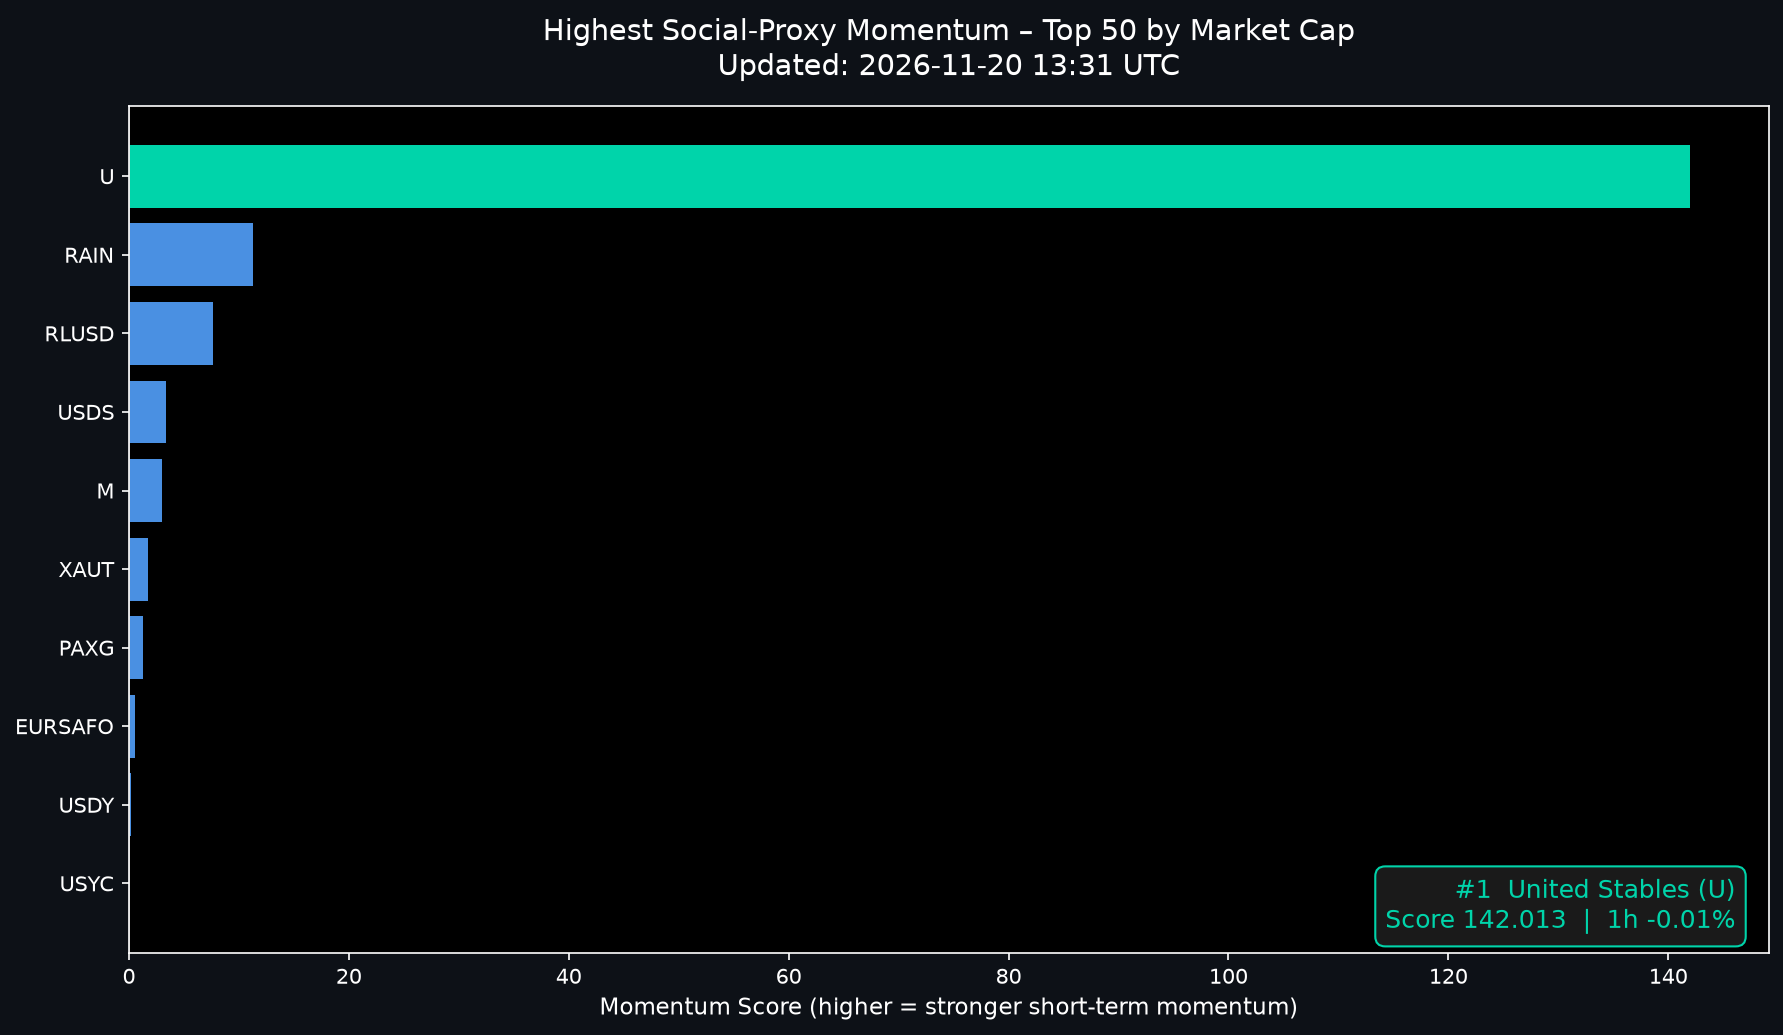 Highest Social-Proxy Momentum – Top 50 by Market Cap
Updated: 2026-11-20 13:31 UTC
U
RAIN
RLUSD
USDS
M
XAUT
PAXG
EURSAFO
USDY
USYC
#1  United Stables (U)
Score 142.013  |  1h -0.01%
0 20 40 60 80 100 120 140
Momentum Score (higher = stronger short-term momentum)